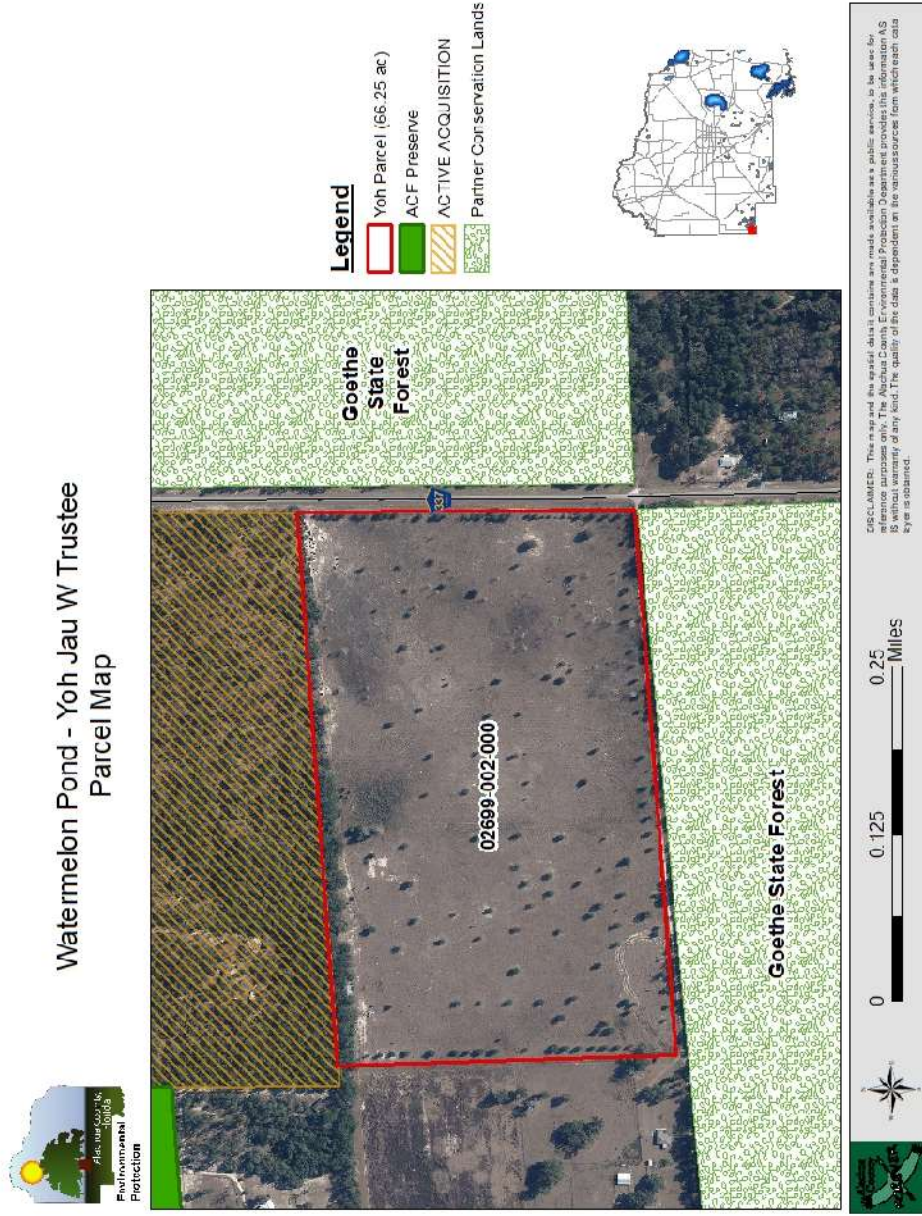 Watermelon Pond - Yoh Jau W Trustee
Parcel Map
Environmental
Protection
Legend
Yoh Parcel (66.25 ac)
ACF Preserve
ACTIVE ACQUISITION
Partner Conservation Lands
Goethe
State
Forest
337
02699-002-000
Goethe State Forest
0 0.125 0.25
Miles
DISCLAIMER: This map and the spatial data it contains are made available as a public service, to be used for
reference purposes only. The Alachua County Environmental Protection Department provides this information AS
IS without warranty of any kind. The quality of the data is dependent on the various sources from which each data
layer is obtained.